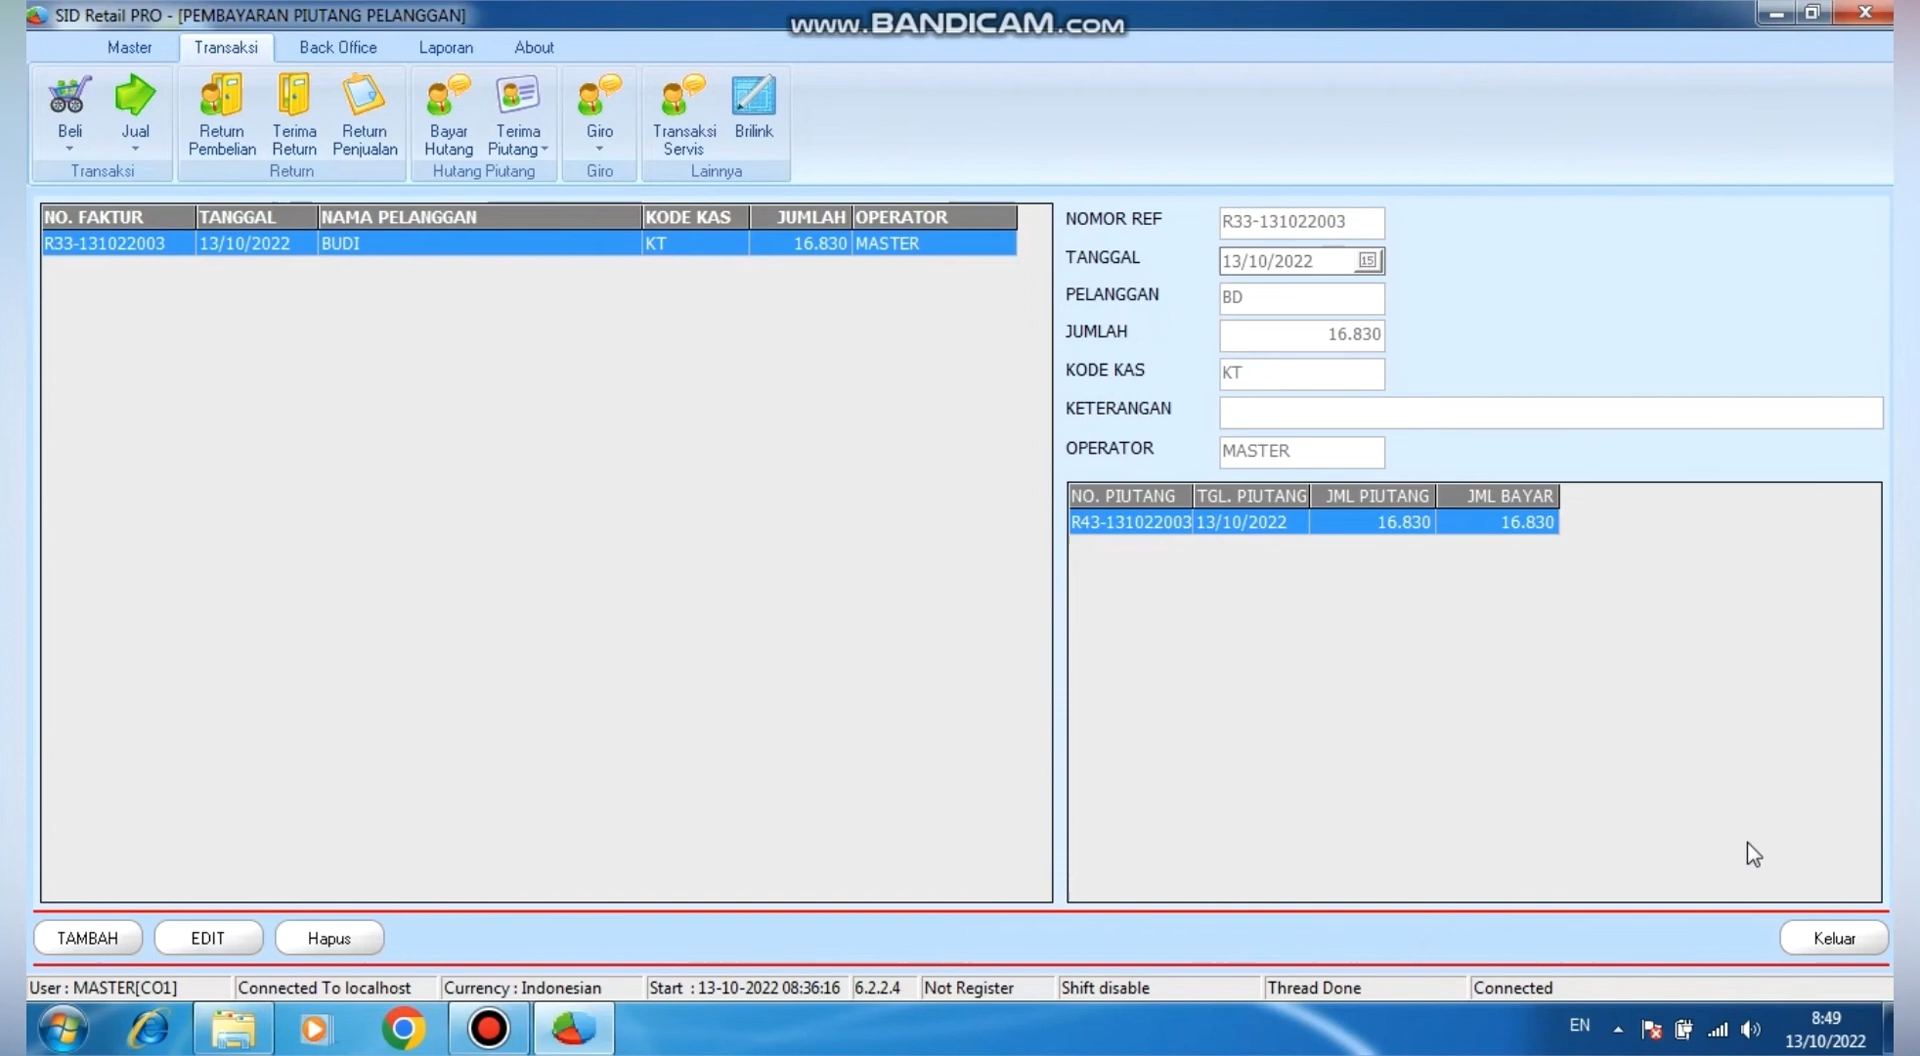 SID Retail PRO - [PEMBAYARAN PIUTANG PELANGGAN]
www.BANDICAM.com
Master Transaksi Back Office Laporan About
Beli Jual Return Pembelian Terima Return Return Penjualan Bayar Hutang Terima Piutang Giro Transaksi Servis Brilink
Transaksi Return Hutang Piutang Giro Lainnya
NO. FAKTUR TANGGAL NAMA PELANGGAN KODE KAS JUMLAH OPERATOR
R33-131022003 13/10/2022 BUDI KT 16.830 MASTER
NOMOR REF R33-131022003
TANGGAL 13/10/2022 15
PELANGGAN BD
JUMLAH 16.830
KODE KAS KT
KETERANGAN
OPERATOR MASTER
NO. PIUTANG TGL. PIUTANG JML PIUTANG JML BAYAR
R43-131022003 13/10/2022 16.830 16.830
TAMBAH EDIT Hapus Keluar
User : MASTER[CO1] Connected To localhost Currency : Indonesian Start : 13-10-2022 08:36:16 6.2.2.4 Not Register Shift disable Thread Done Connected
EN 8:49
13/10/2022